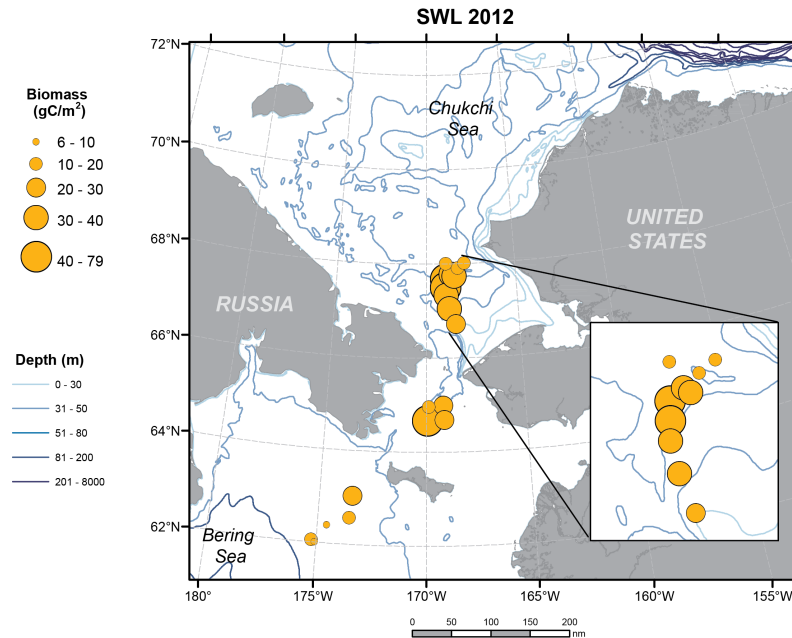 SWL 2012
Biomass
(gC/m²)
6 - 10
10 - 20
20 - 30
30 - 40
40 - 79
Depth (m)
0 - 30
31 - 50
51 - 80
81 - 200
201 - 8000
72°N
70°N
68°N
66°N
64°N
62°N
Chukchi
Sea
UNITED
STATES
RUSSIA
Bering
Sea
180°
175°W
170°W
165°W
160°W
155°W
0 50 100 150 200
nm